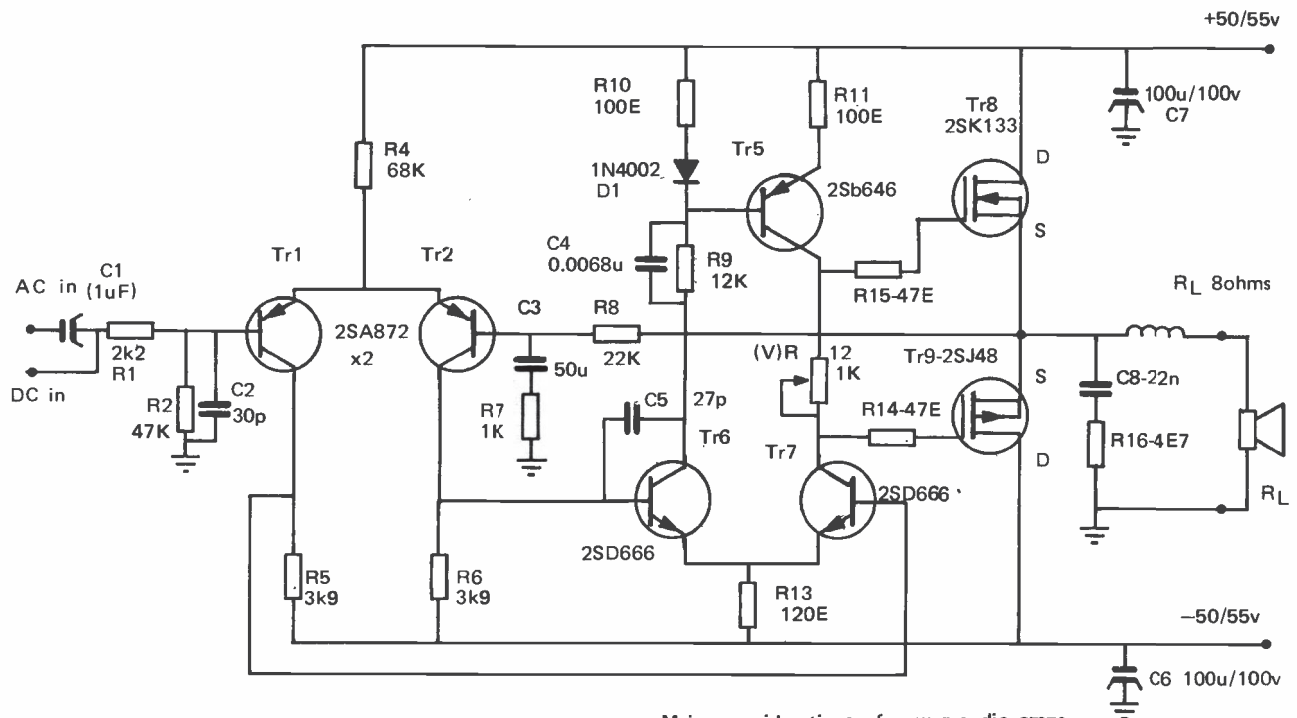 +50/55v
R10
100E
R11
100E
Tr8
2SK133
100u/100v
C7
R4
68K
1N4002
D1
Tr5
D
2Sb646
S
Tr1
Tr2
C4
0.0068u
R9
12K
AC in
C1
(1uF)
C3
R8
R15-47E
RL 8ohms
2SA872
x2
2k2
R1
50u
22K
(V)R
12
1K
Tr9-2SJ48
S
C8-22n
DC in
R2
47K
C2
30p
R7
1K
C5
27p
R14-47E
R16-4E7
Tr6
Tr7
D
RL
2SD666
2SD666
R5
3k9
R6
3k9
R13
120E
−50/55v
C6 100u/100v